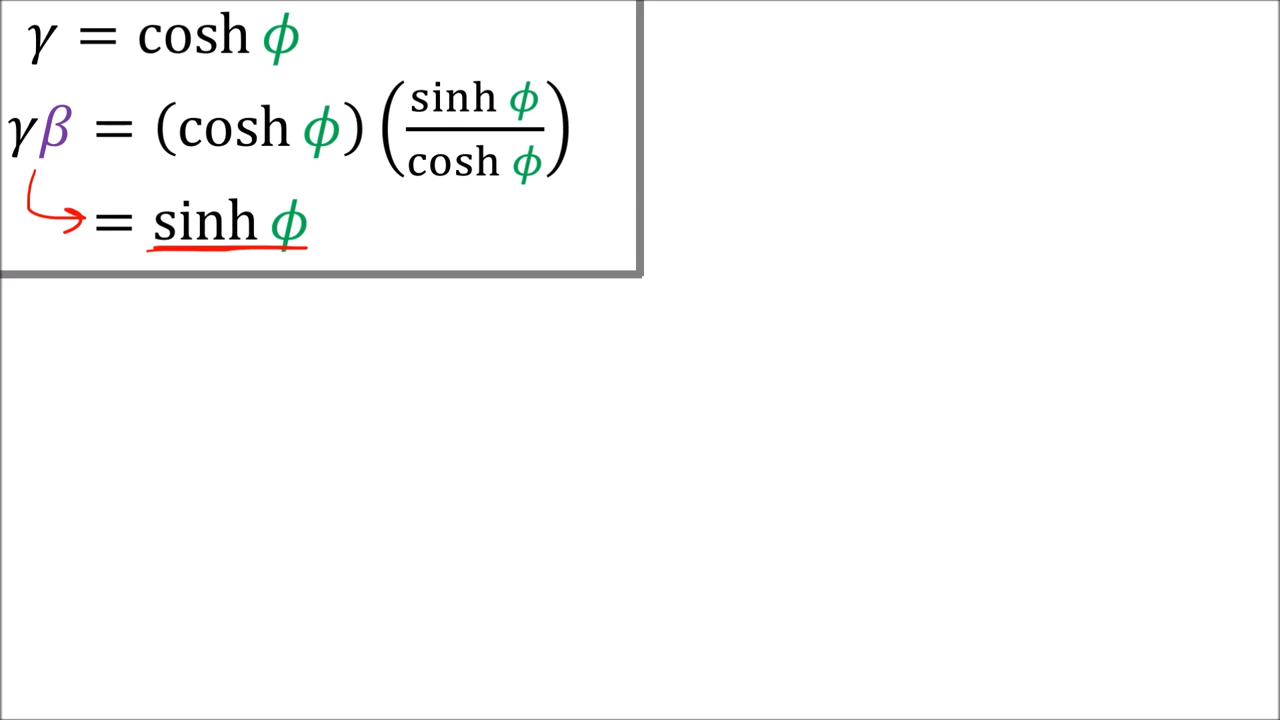 γ = cosh ϕ
γβ = (cosh ϕ) (sinh ϕ / cosh ϕ)
= sinh ϕ